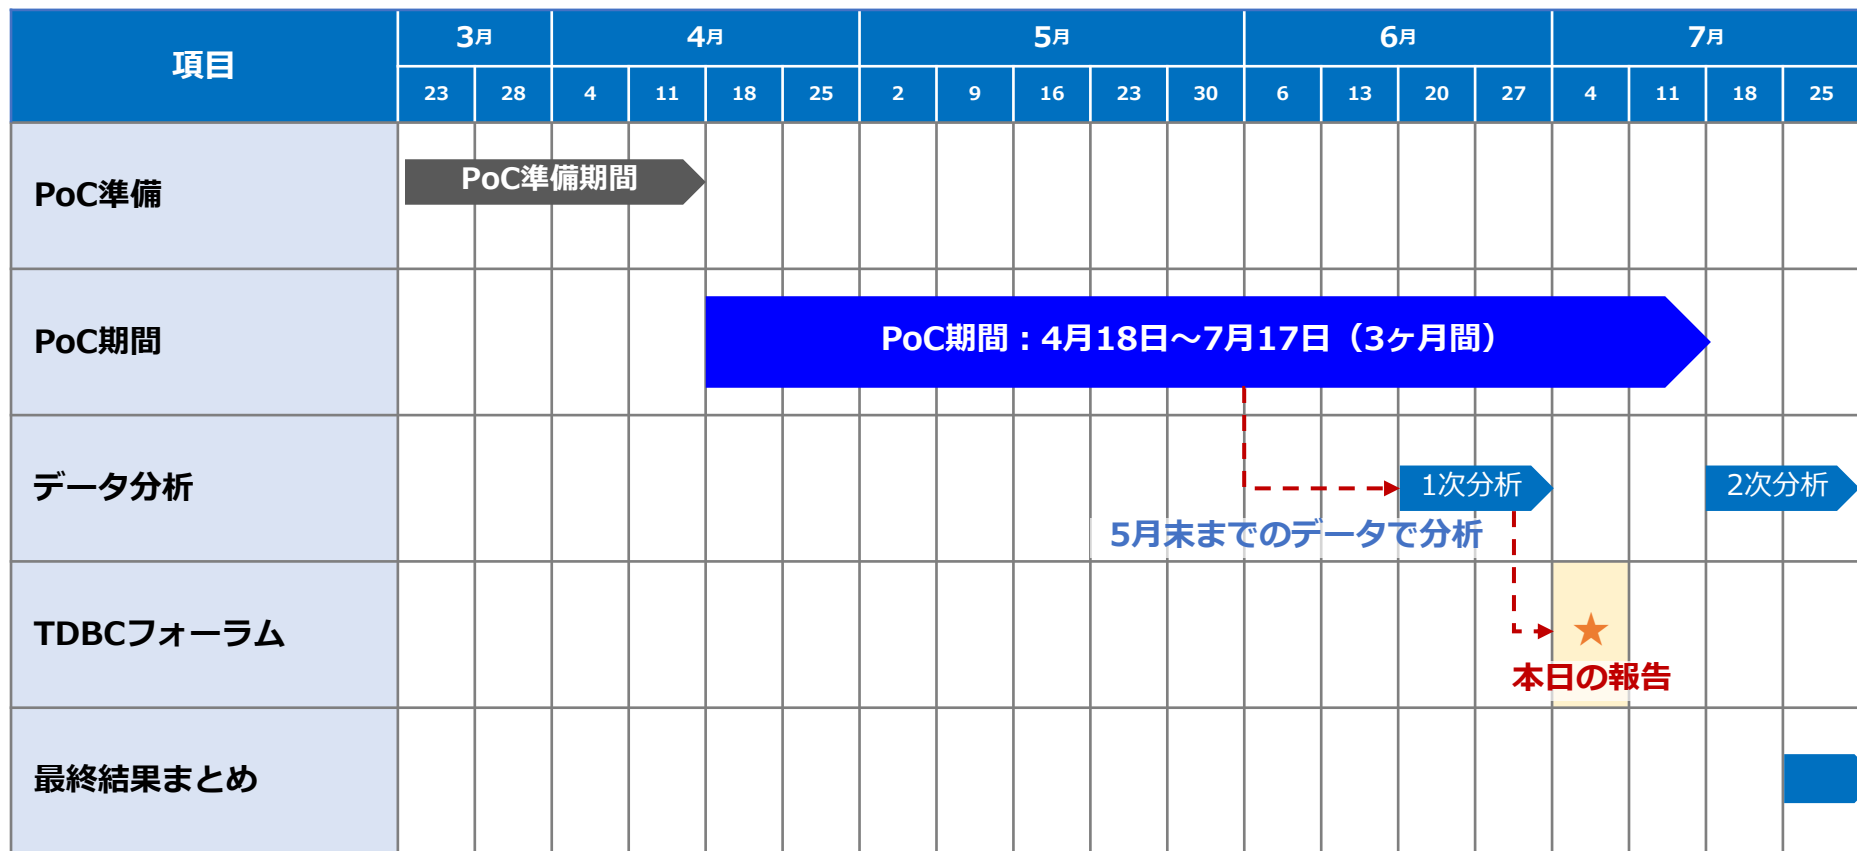 項目
3月 4月 5月 6月 7月
23 28 4 11 18 25 2 9 16 23 30 6 13 20 27 4 11 18 25
PoC準備
PoC準備期間
PoC期間
PoC期間：4月18日～7月17日（3ヶ月間）
データ分析
1次分析
2次分析
5月末までのデータで分析
TDBCフォーラム
★
本日の報告
最終結果まとめ